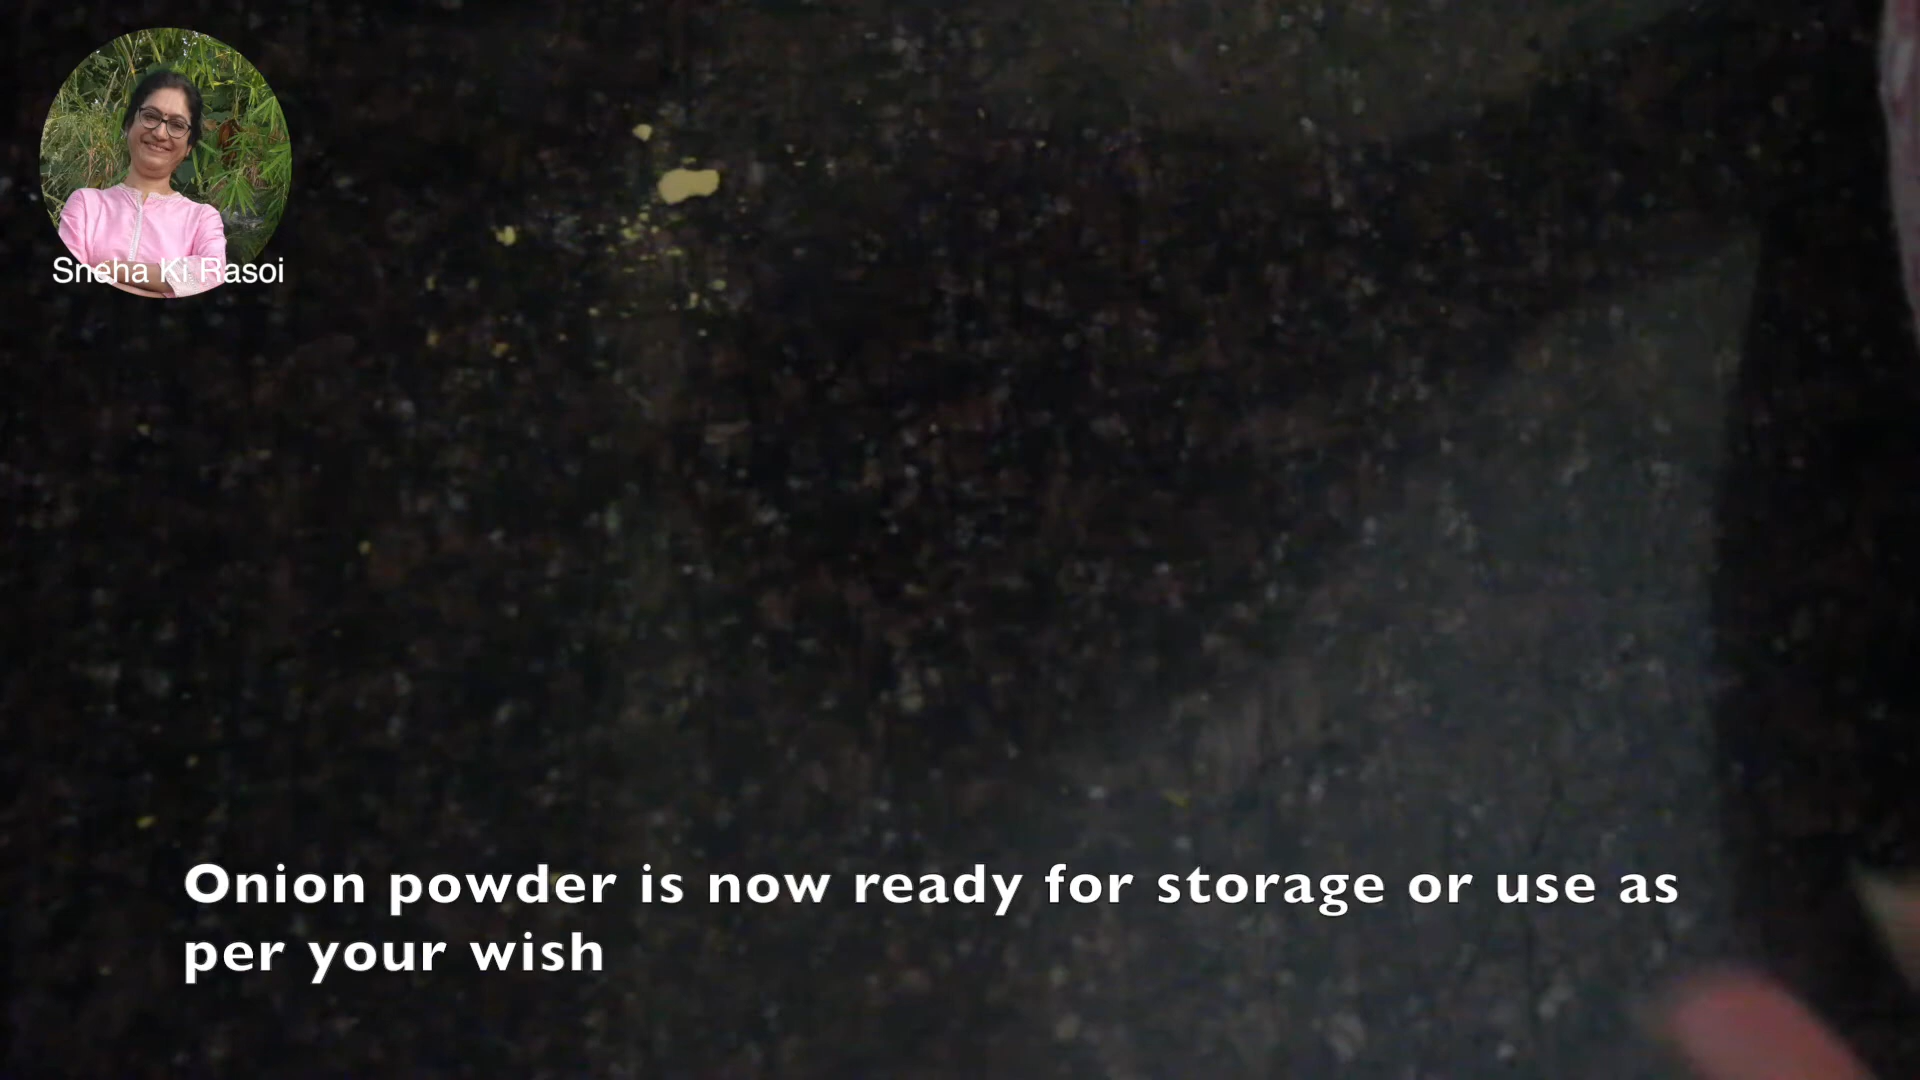 Sneha Ki Rasoi
Onion powder is now ready for storage or use as
per your wish